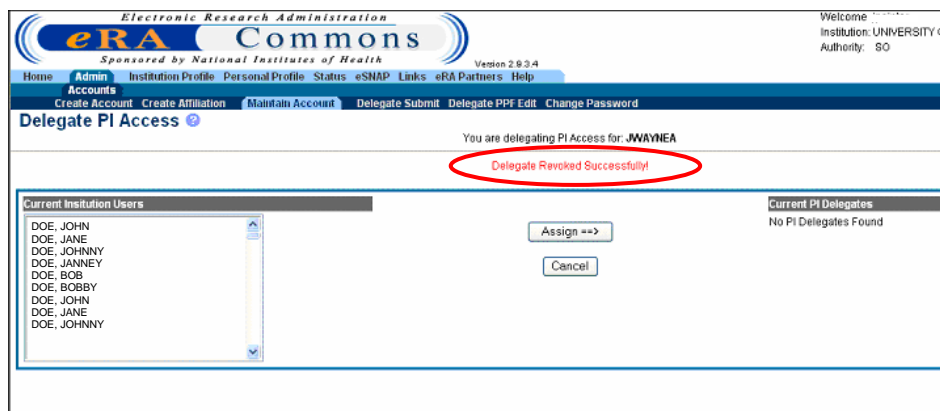 Electronic Research Administration
eRA Commons
Sponsored by National Institutes of Health
Version 2.9.3.4
Welcome
Institution: UNIVERSITY
Authority: SO
Home Admin Institution Profile Personal Profile Status eSNAP Links eRA Partners Help
Accounts
Create Account Create Affiliation Maintain Account Delegate Submit Delegate PPF Edit Change Password
Delegate PI Access ?
You are delegating PI Access for: JWAYNEA
Delegate Revoked Successfully!
Current Insitution Users
Current PI Delegates
DOE, JOHN
DOE, JANE
DOE, JOHNNY
DOE, JANNEY
DOE, BOB
DOE, BOBBY
DOE, JOHN
DOE, JANE
DOE, JOHNNY
Assign ==>
Cancel
No PI Delegates Found